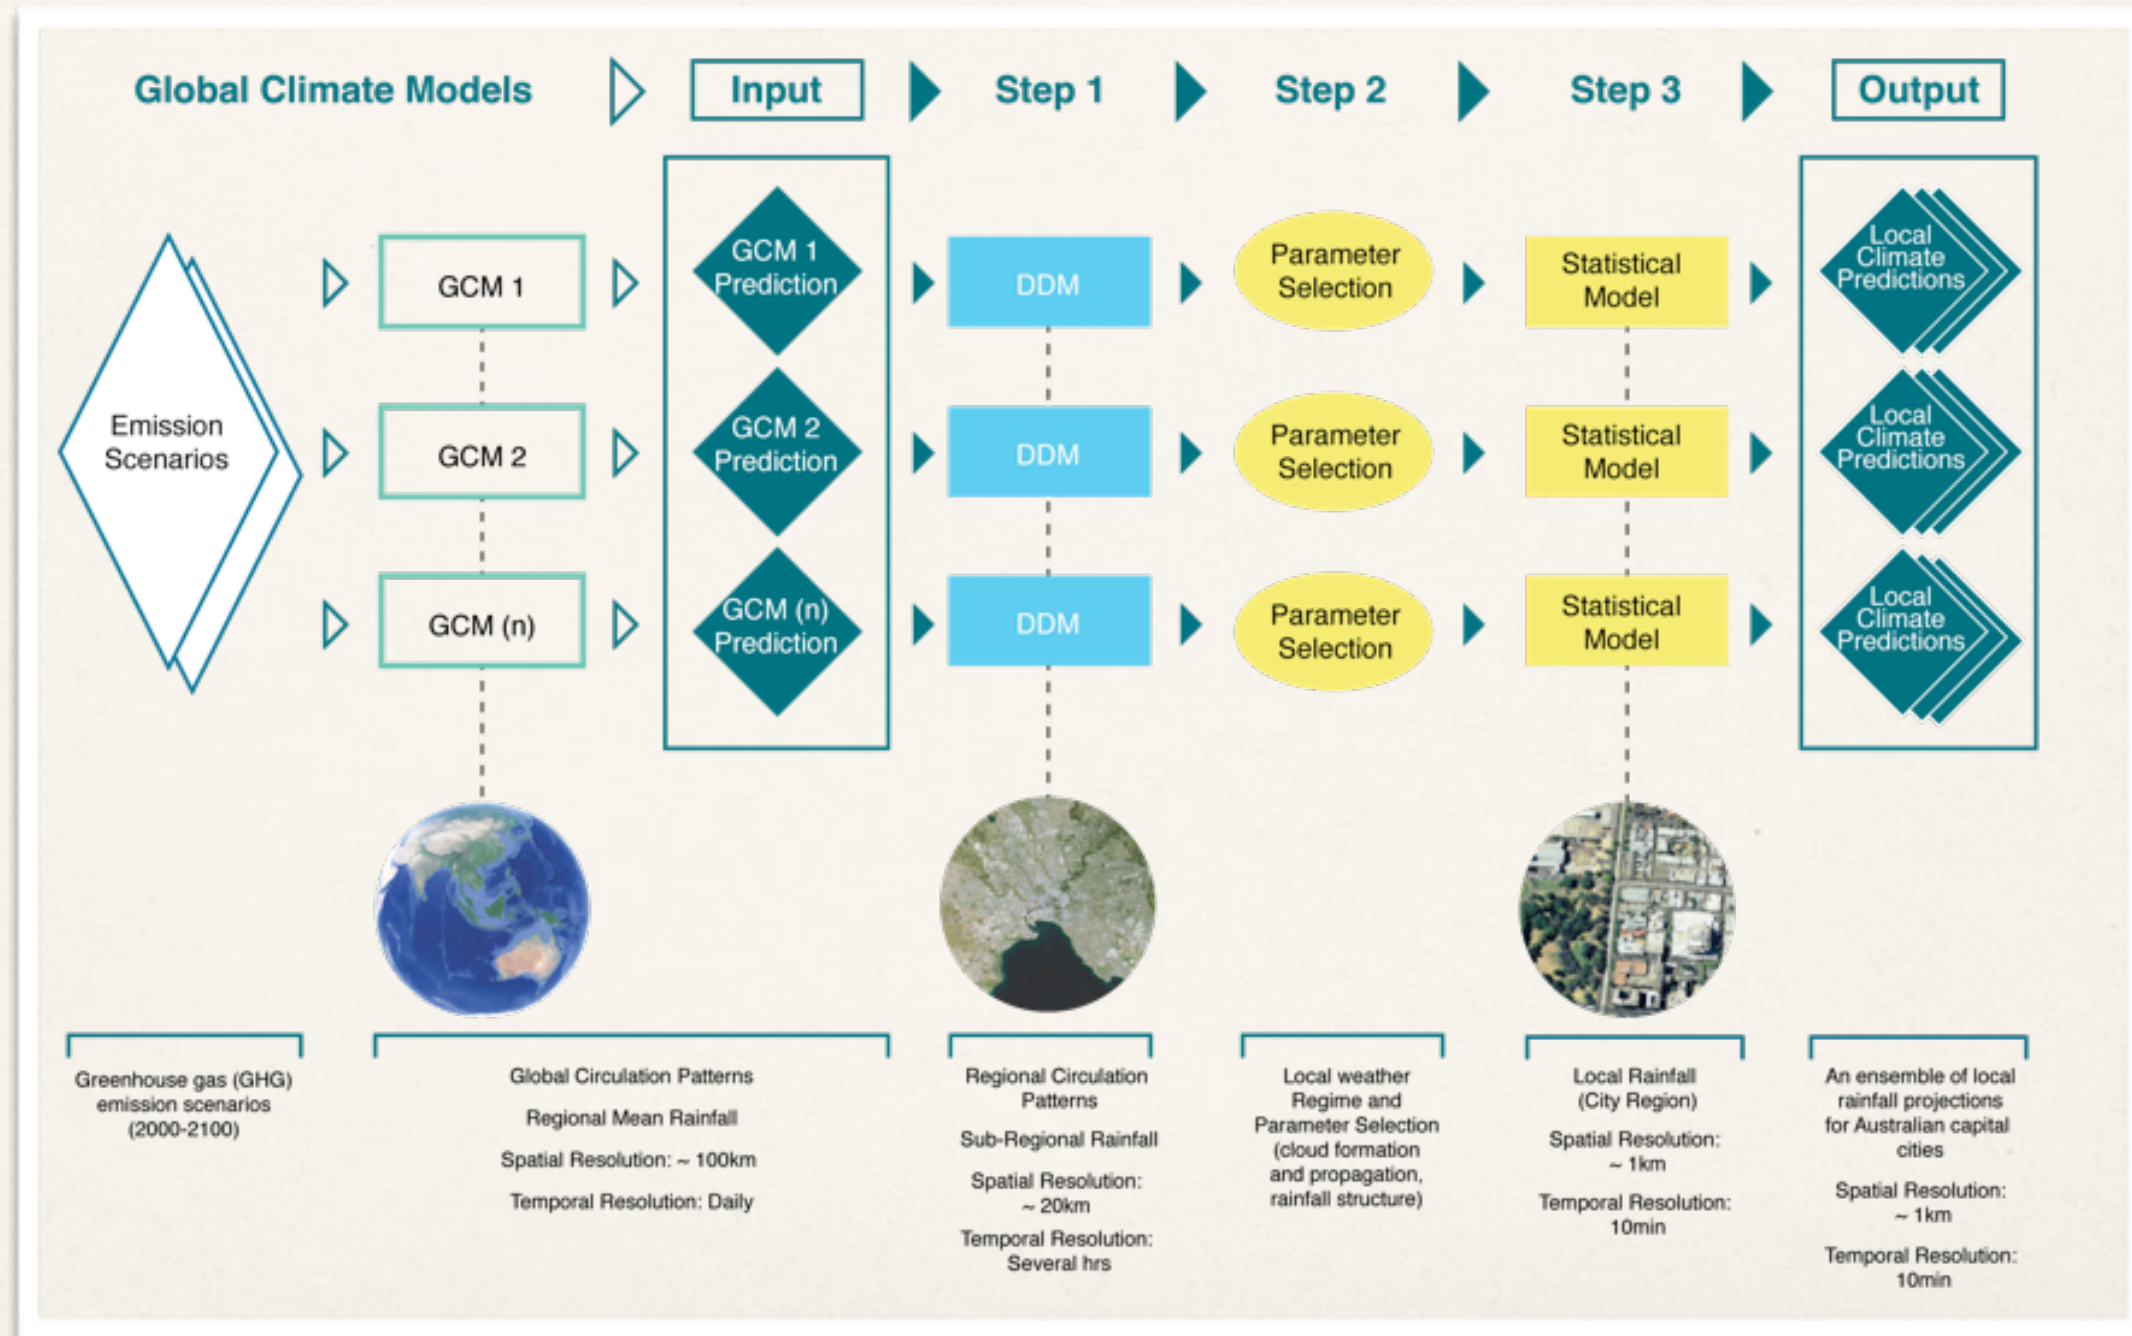 Global Climate Models
Input
Step 1
Step 2
Step 3
Output
Emission
Scenarios
GCM 1
GCM 1
Prediction
DDM
Parameter
Selection
Statistical
Model
Local
Climate
Predictions
GCM 2
GCM 2
Prediction
DDM
Parameter
Selection
Statistical
Model
Local
Climate
Predictions
GCM (n)
GCM (n)
Prediction
DDM
Parameter
Selection
Statistical
Model
Local
Climate
Predictions
Greenhouse gas (GHG)
emission scenarios
(2000-2100)
Global Circulation Patterns
Regional Mean Rainfall
Spatial Resolution: ~ 100km
Temporal Resolution: Daily
Regional Circulation
Patterns
Sub-Regional Rainfall
Spatial Resolution:
~ 20km
Temporal Resolution:
Several hrs
Local weather
Regime and
Parameter Selection
(cloud formation
and propagation,
rainfall structure)
Local Rainfall
(City Region)
Spatial Resolution:
~ 1km
Temporal Resolution:
10min
An ensemble of local
rainfall projections
for Australian capital
cities
Spatial Resolution:
~ 1km
Temporal Resolution:
10min